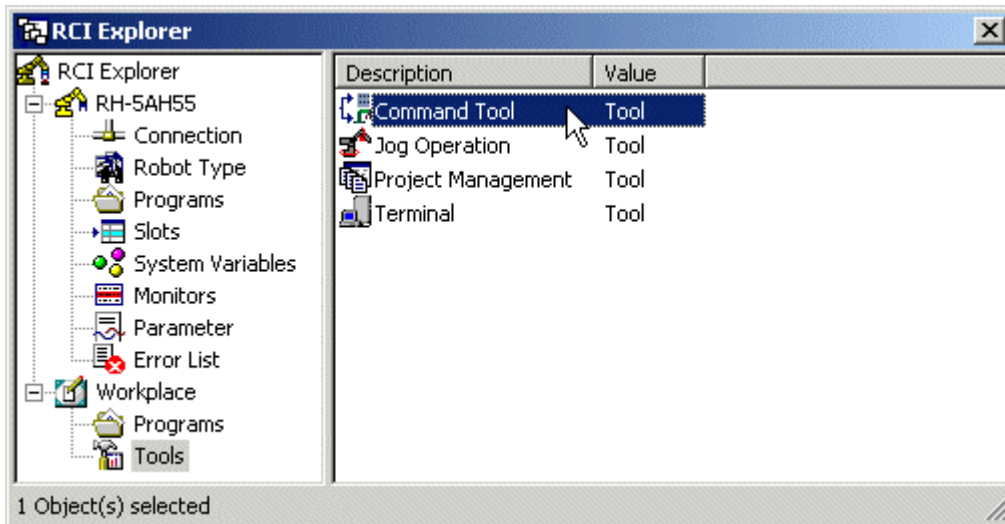 RCI Explorer
RCI Explorer
RH-5AH55
Connection
Robot Type
Programs
Slots
System Variables
Monitors
Parameter
Error List
Workplace
Programs
Tools
Description Value
Command Tool Tool
Jog Operation Tool
Project Management Tool
Terminal Tool
1 Object(s) selected